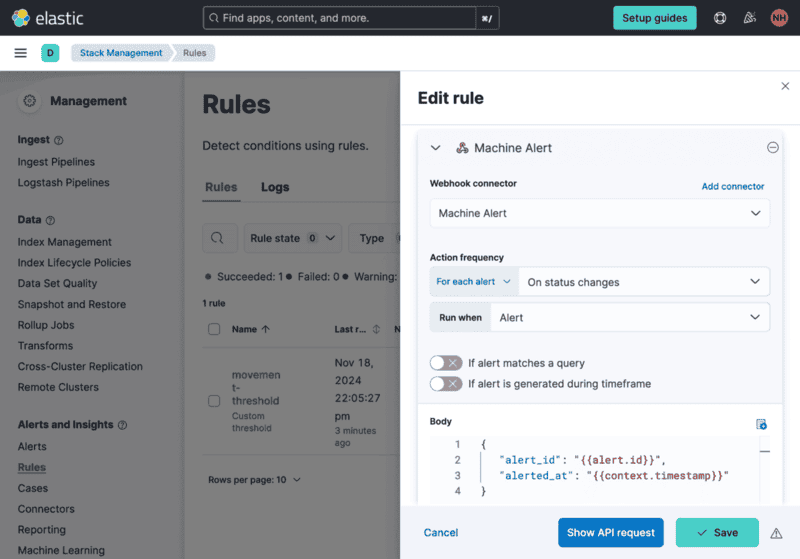 elastic
Find apps, content, and more.
⌘/
Setup guides
NH
D
Stack Management
Rules
Management
Ingest
Ingest Pipelines
Logstash Pipelines
Data
Index Management
Index Lifecycle Policies
Data Set Quality
Snapshot and Restore
Rollup Jobs
Transforms
Cross-Cluster Replication
Remote Clusters
Alerts and Insights
Alerts
Rules
Cases
Connectors
Reporting
Machine Learning
Rules
Detect conditions using rules.
Rules Logs
Rule state 0 Type
Succeeded: 1 Failed: 0 Warning:
1 rule
Name Last r... N
movemen
t-
threshold
Custom
threshold
Nov 18,
2024
22:05:27
pm
3 minutes
ago
Rows per page: 10
Edit rule
Machine Alert
Webhook connector Add connector
Machine Alert
Action frequency
For each alert On status changes
Run when Alert
If alert matches a query
If alert is generated during timeframe
Body
1 {
2 "alert_id": "{{alert.id}}",
3 "alerted_at": "{{context.timestamp}}"
4 }
Cancel Show API request Save